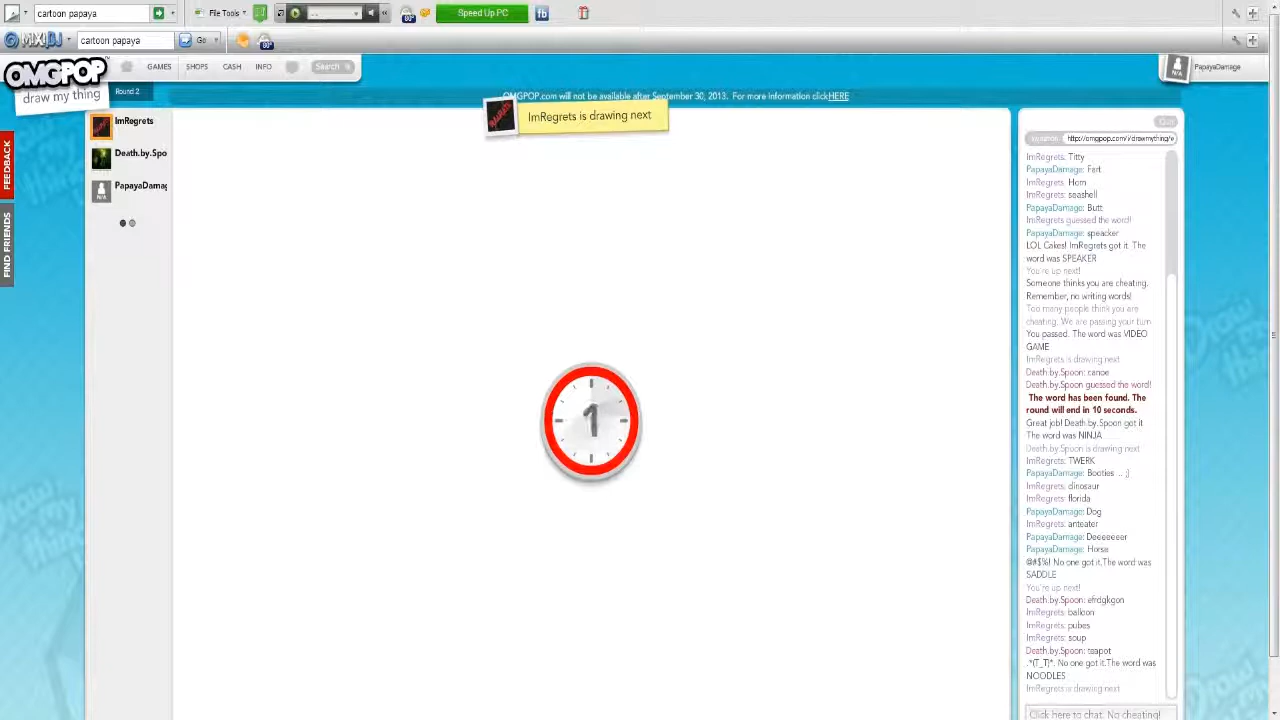 cartoon papaya
File Tools
80°
Speed Up PC
fb
MiXiDJ
cartoon papaya
Go
80°
OMGPOP
GAMES
SHOPS
CASH
INFO
Search
N/A
PapayaDamage
draw my thing
Round 2
OMGPOP.com will not be available after September 30, 2013. For more information click HERE
ImRegrets is drawing next
FEEDBACK
FIND FRIENDS
ImRegrets
Death.by.Spo
PapayaDamag
1
Quit
http://omgpop.com/l/drawmything/e
ImRegrets: Titty
PapayaDamage: Fart
ImRegrets: Horn
ImRegrets: seashell
PapayaDamage: Butt
ImRegrets guessed the word!
PapayaDamage: speacker
LOL Cakes! ImRegrets got it. The
word was SPEAKER
You're up next!
Someone thinks you are cheating.
Remember, no writing words!
Too many people think you are
cheating. We are passing your turn
You passed. The word was VIDEO
GAME
ImRegrets is drawing next
Death.by.Spoon: canoe
Death.by.Spoon guessed the word!
The word has been found. The
round will end in 10 seconds.
Great job! Death.by.Spoon got it
The word was NINJA
Death.by.Spoon is drawing next
ImRegrets: TWERK
PapayaDamage: Booties ... ;)
ImRegrets: dinosaur
ImRegrets: florida
PapayaDamage: Dog
ImRegrets: anteater
PapayaDamage: Deeeeeeer
PapayaDamage: Horse
@#$%! No one got it.The word was
SADDLE
You're up next!
Death.by.Spoon: efrdgkgon
ImRegrets: balloon
ImRegrets: pubes
ImRegrets: soup
Death.by.Spoon: teapot
.*(T_T)*. No one got it.The word was
NOODLES
ImRegrets is drawing next
Click here to chat. No cheating!